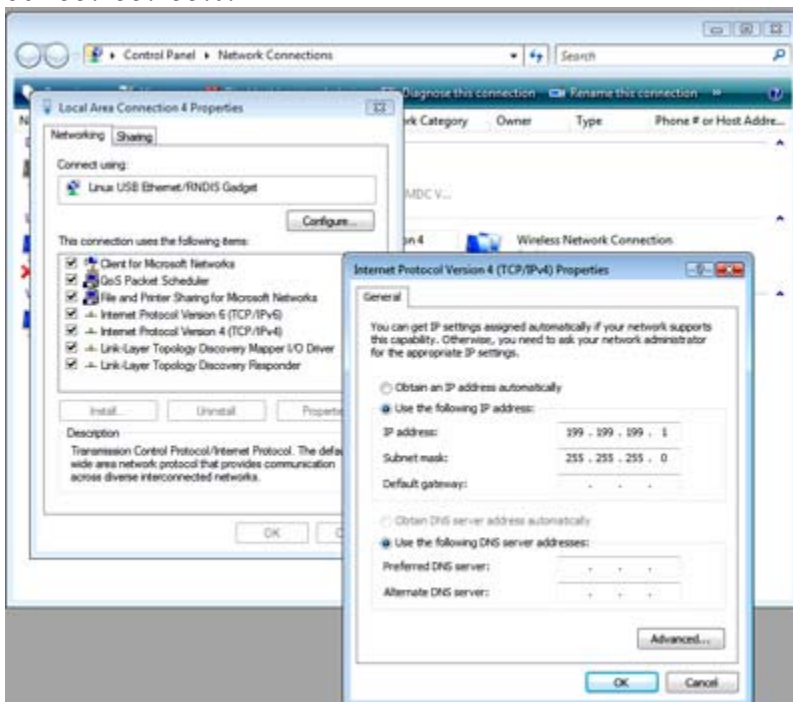 Control Panel ▸ Network Connections
Search
Diagnose this connection
Rename this connection
Category
Owner
Type
Phone # or Host Addre...
Local Area Connection 4 Properties
Networking
Sharing
Connect using:
Linux USB Ethernet/RNDIS Gadget
Configure...
This connection uses the following items:
Client for Microsoft Networks
QoS Packet Scheduler
File and Printer Sharing for Microsoft Networks
Internet Protocol Version 6 (TCP/IPv6)
Internet Protocol Version 4 (TCP/IPv4)
Link-Layer Topology Discovery Mapper I/O Driver
Link-Layer Topology Discovery Responder
Install...
Uninstall
Description
Transmission Control Protocol/Internet Protocol. The
wide area network protocol that provides communication
across diverse interconnected networks.
OK
Wireless Network Connection
Internet Protocol Version 4 (TCP/IPv4) Properties
General
You can get IP settings assigned automatically if your network supports
this capability. Otherwise, you need to ask your network administrator
for the appropriate IP settings.
Obtain an IP address automatically
Use the following IP address:
IP address: 199 . 199 . 199 . 1
Subnet mask: 255 . 255 . 255 . 0
Default gateway: . . .
Obtain DNS server address automatically
Use the following DNS server addresses:
Preferred DNS server: . . .
Alternate DNS server: . . .
Advanced...
OK
Cancel